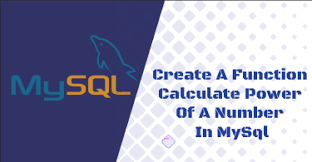 MySQL
Create A Function
Calculate Power
Of A Number
In MySql